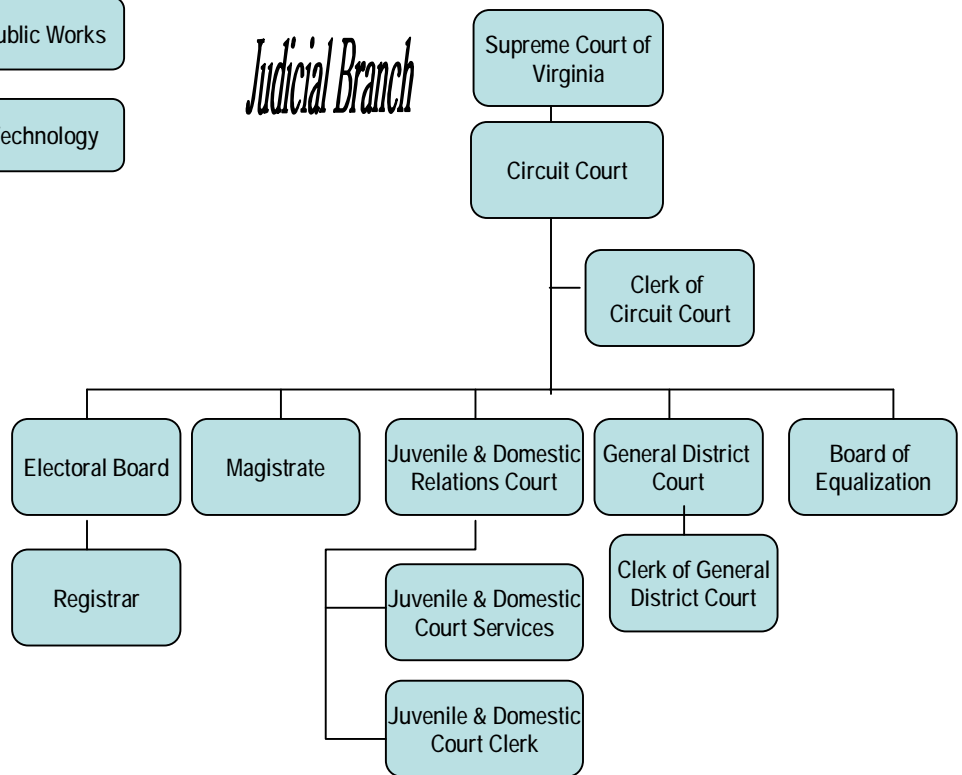 ublic Works
echnology
Judicial Branch
Supreme Court of
Virginia
Circuit Court
Clerk of
Circuit Court
Electoral Board
Magistrate
Juvenile & Domestic
Relations Court
General District
Court
Board of
Equalization
Registrar
Juvenile & Domestic
Court Services
Clerk of General
District Court
Juvenile & Domestic
Court Clerk